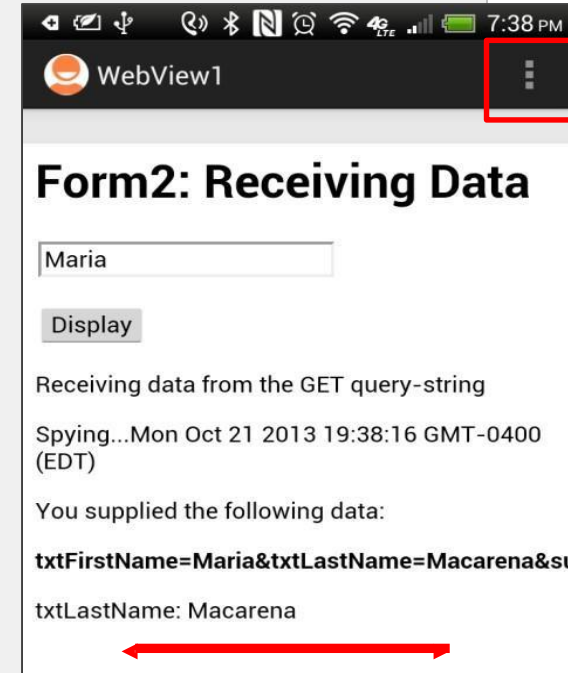 4G LTE 7:38 PM
WebView1
Form2: Receiving Data
Maria
Display
Receiving data from the GET query-string
Spying...Mon Oct 21 2013 19:38:16 GMT-0400
(EDT)
You supplied the following data:
txtFirstName=Maria&txtLastName=Macarena&su
txtLastName: Macarena